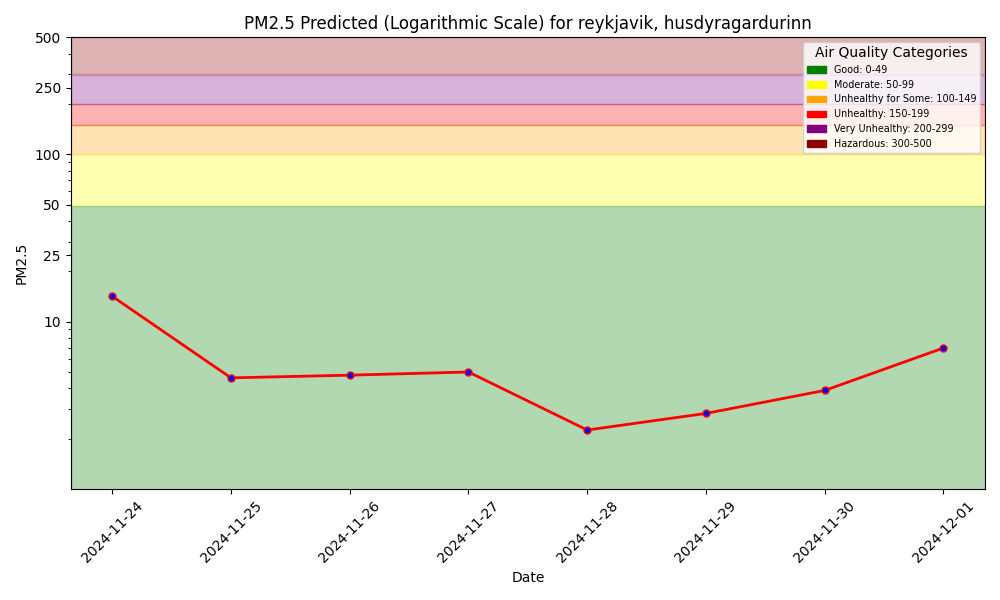 PM2.5 Predicted (Logarithmic Scale) for reykjavik, husdyragardurinn
Air Quality Categories
Good: 0-49
Moderate: 50-99
Unhealthy for Some: 100-149
Unhealthy: 150-199
Very Unhealthy: 200-299
Hazardous: 300-500
500
250
100
50
25
10
PM2.5
2024-11-24
2024-11-25
2024-11-26
2024-11-27
2024-11-28
2024-11-29
2024-11-30
2024-12-01
Date